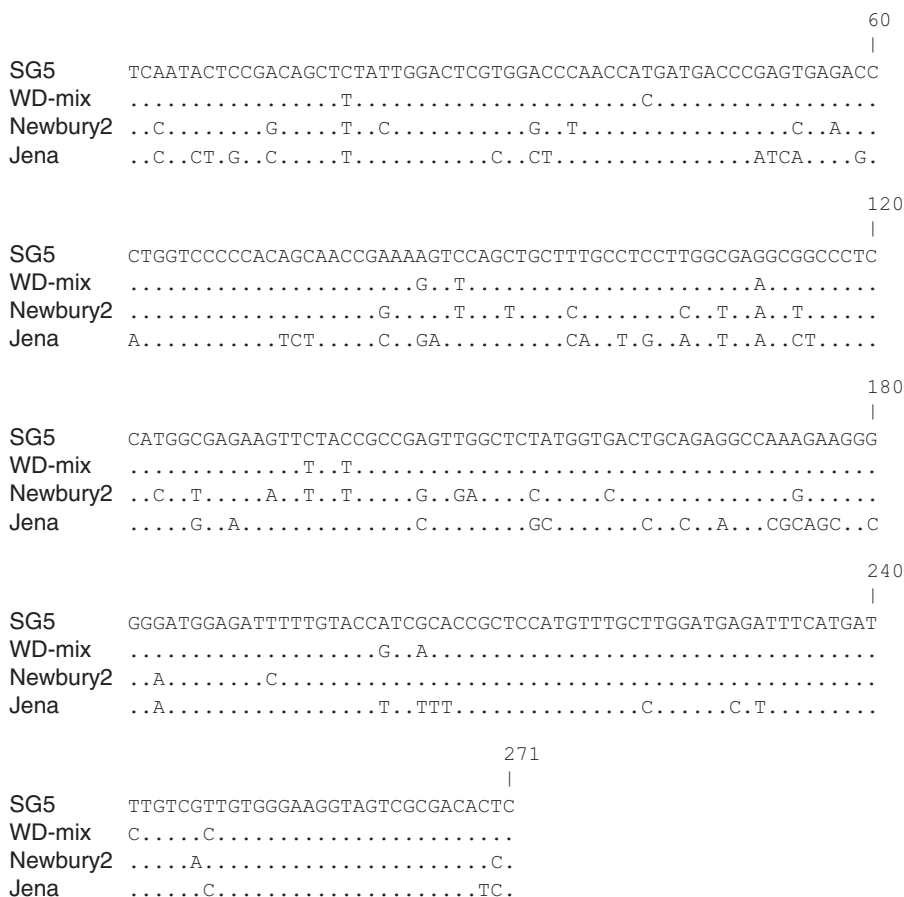 60
|
SG5 TCAATACTCCGACAGCTCTATTGGACTCGTGGACCCAACCATGATGACCCGAGTGAGACC
WD-mix .................T.......................C..................
Newbury2 ..C........G.....T..C...........G..T.................C..A...
Jena ..C..CT.G..C.....T...........C..CT................ATCA....G.
120
|
SG5 CTGGTCCCCCACAGCAACCGAAAAGTCCAGCTGCTTTGCCTCCTTGGCGAGGCGGCCCTC
WD-mix .......................G..T.......................A.........
Newbury2 ....................G.....T...T....C........C..T..A..T......
Jena A...........TCT.....C..GA..........CA..T.G..A..T..A..CT.....
180
|
SG5 CATGGCGAGAAGTTCTACCGCCGAGTTGGCTCTATGGTGACTGCAGAGGCCAAAGAAGGG
WD-mix ..............T..T..........................................
Newbury2 ..C..T.....A..T..T.....G..GA....C.....C..............G......
Jena .....G..A..............C........GC.......C..C..A...CGCAGC..C
240
|
SG5 GGGATGGAGATTTTTGTACCATCGCACCGCTCCATGTTTGCTTGGATGAGATTTCATGAT
WD-mix ....................G..A....................................
Newbury2 ..A........C................................................
Jena ..A.................T..TTT...............C......C.T.........
271
|
SG5 TTGTCGTTGTGGGAAGGTAGTCGCGACACTC
WD-mix C.....C........................
Newbury2 .....A.......................C.
Jena ......C.....................TC.